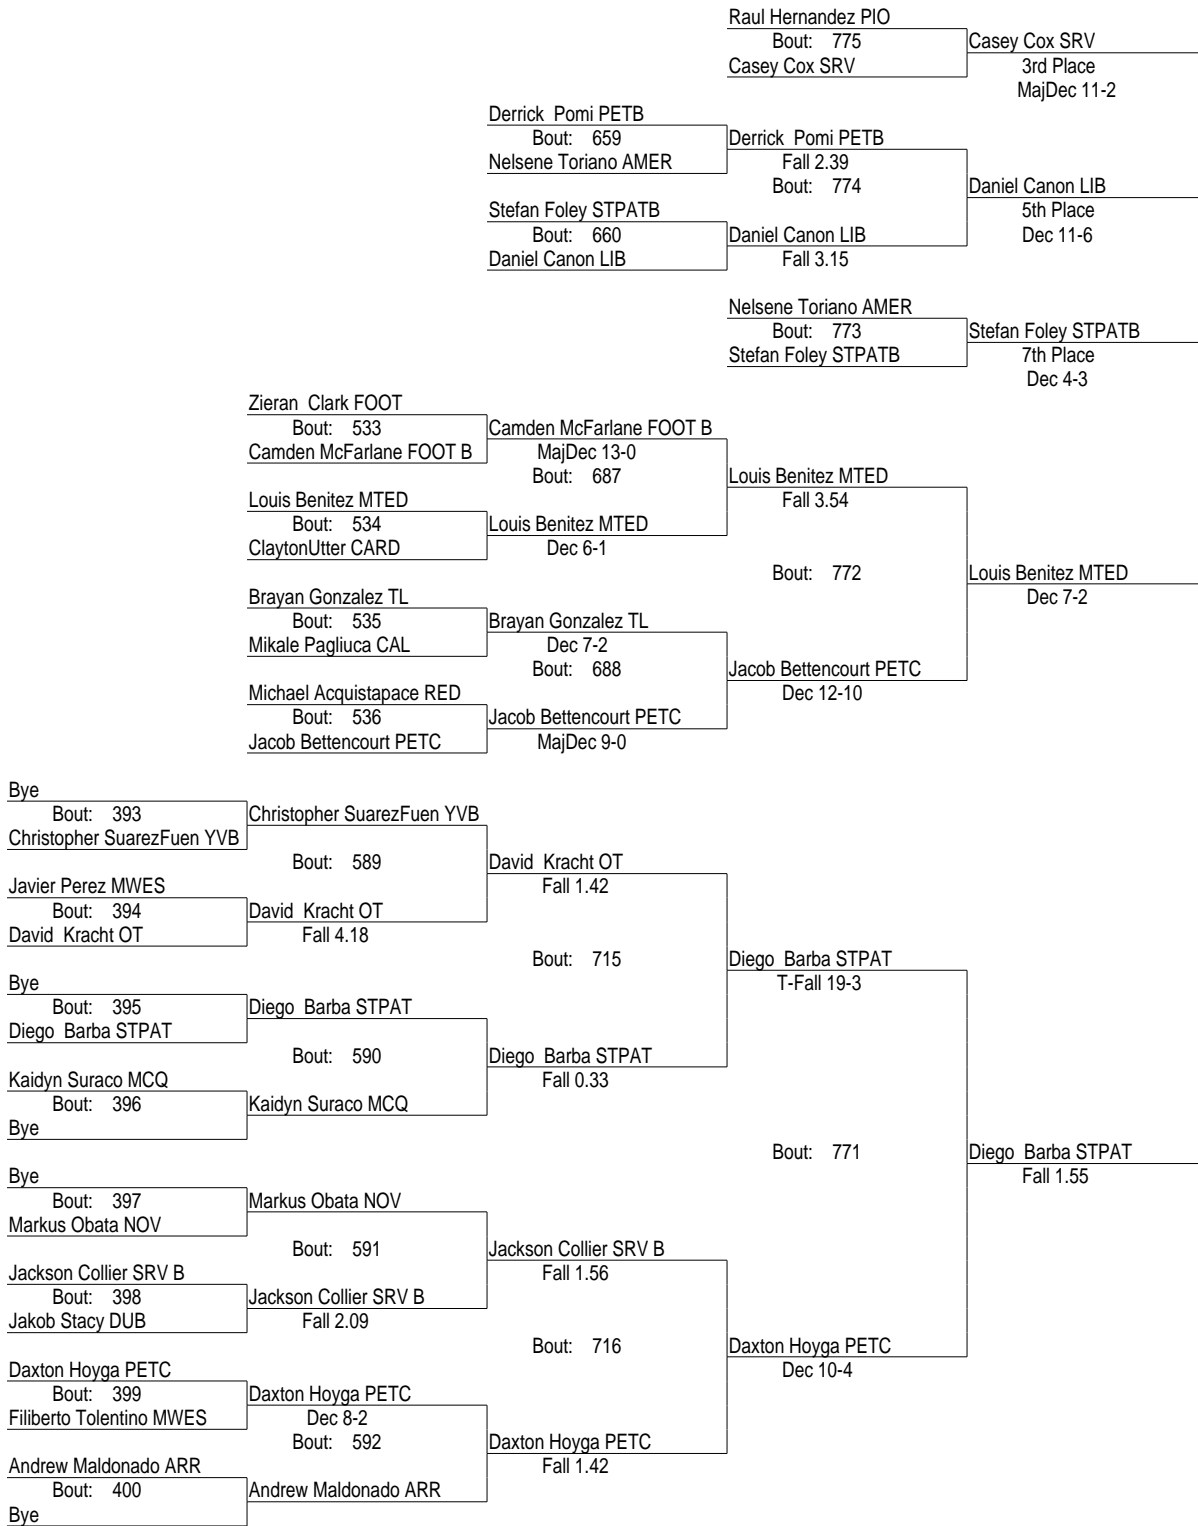 Raul Hernandez PIO
Bout: 775
Casey Cox SRV
Casey Cox SRV
3rd Place
MajDec 11-2
Derrick Pomi PETB
Bout: 659
Nelsene Toriano AMER
Derrick Pomi PETB
Fall 2.39
Bout: 774
Daniel Canon LIB
5th Place
Dec 11-6
Stefan Foley STPATB
Bout: 660
Daniel Canon LIB
Daniel Canon LIB
Fall 3.15
Nelsene Toriano AMER
Bout: 773
Stefan Foley STPATB
Stefan Foley STPATB
7th Place
Dec 4-3
Zieran Clark FOOT
Bout: 533
Camden McFarlane FOOT B
Camden McFarlane FOOT B
MajDec 13-0
Bout: 687
Louis Benitez MTED
Fall 3.54
Louis Benitez MTED
Bout: 534
ClaytonUtter CARD
Louis Benitez MTED
Dec 6-1
Bout: 772
Louis Benitez MTED
Dec 7-2
Brayan Gonzalez TL
Bout: 535
Mikale Pagliuca CAL
Brayan Gonzalez TL
Dec 7-2
Bout: 688
Jacob Bettencourt PETC
Dec 12-10
Michael Acquistapace RED
Bout: 536
Jacob Bettencourt PETC
Jacob Bettencourt PETC
MajDec 9-0
Bye
Bout: 393
Christopher SuarezFuen YVB
Christopher SuarezFuen YVB
Bout: 589
David Kracht OT
Fall 1.42
Javier Perez MWES
Bout: 394
David Kracht OT
David Kracht OT
Fall 4.18
Bout: 715
Diego Barba STPAT
T-Fall 19-3
Bye
Bout: 395
Diego Barba STPAT
Diego Barba STPAT
Bout: 590
Diego Barba STPAT
Fall 0.33
Kaidyn Suraco MCQ
Bout: 396
Bye
Kaidyn Suraco MCQ
Bout: 771
Diego Barba STPAT
Fall 1.55
Bye
Bout: 397
Markus Obata NOV
Markus Obata NOV
Bout: 591
Jackson Collier SRV B
Fall 1.56
Jackson Collier SRV B
Bout: 398
Jakob Stacy DUB
Jackson Collier SRV B
Fall 2.09
Bout: 716
Daxton Hoyga PETC
Dec 10-4
Daxton Hoyga PETC
Bout: 399
Filiberto Tolentino MWES
Daxton Hoyga PETC
Dec 8-2
Bout: 592
Daxton Hoyga PETC
Fall 1.42
Andrew Maldonado ARR
Bout: 400
Bye
Andrew Maldonado ARR